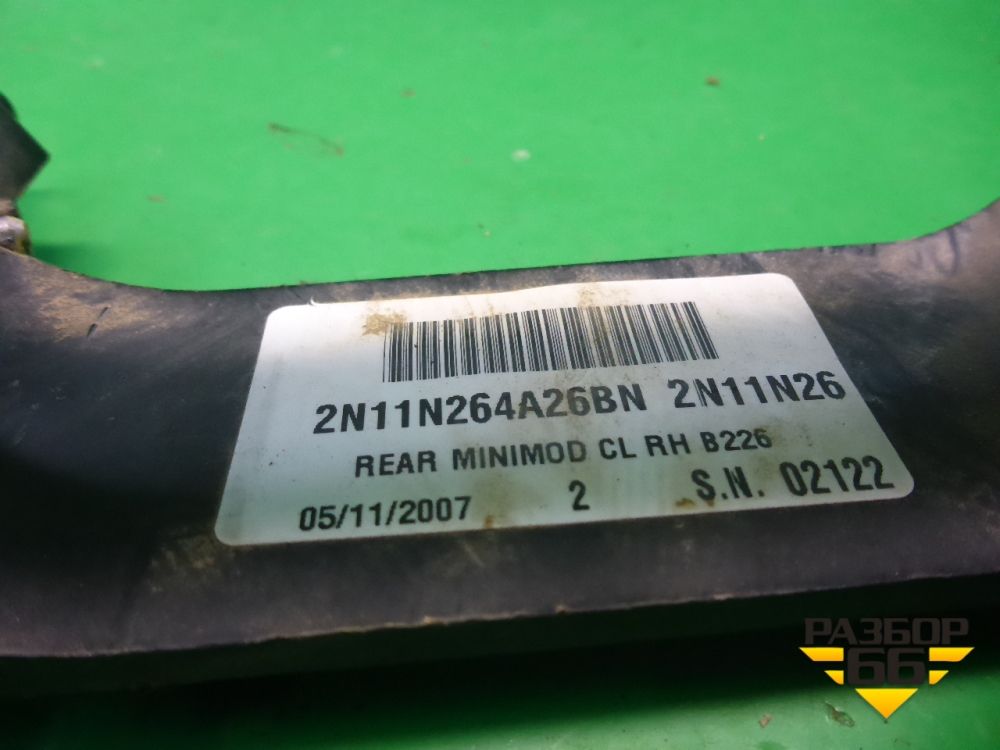 2N11N264A26BN 2N11N26
REAR MINIMOD CL RH B226
05/11/2007 2 S.N. 02122
РАЗБОР
66